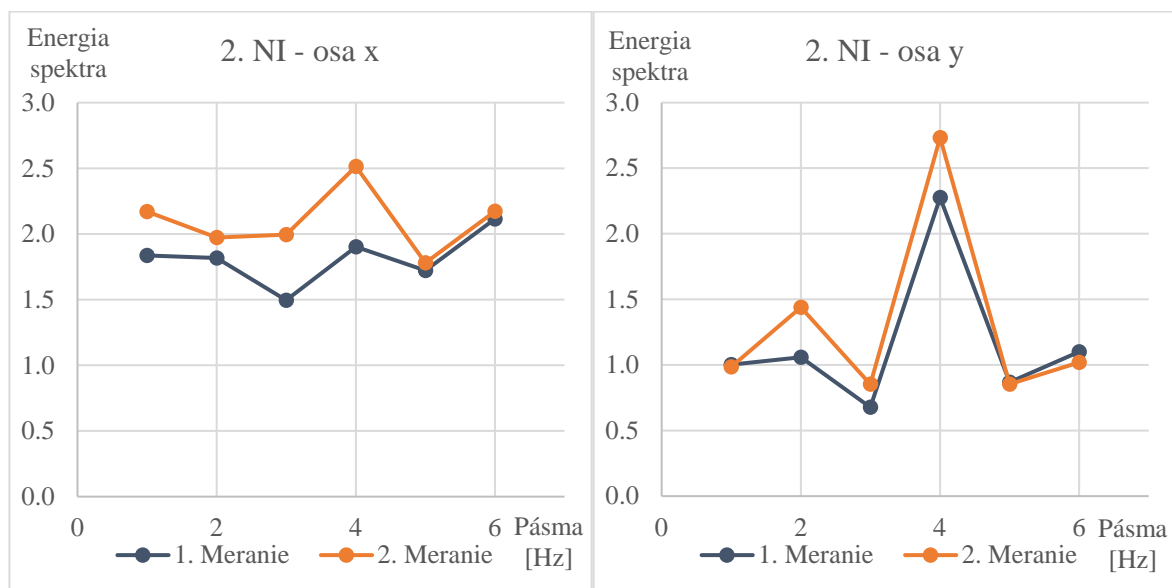 Energia
spektra
2. NI - osa x
3.0
2.5
2.0
1.5
1.0
0.5
0.0
0 2 4 6
Pásma
[Hz]
1. Meranie 2. Meranie
Energia
spektra
2. NI - osa y
3.0
2.5
2.0
1.5
1.0
0.5
0.0
0 2 4 6
Pásma
[Hz]
1. Meranie 2. Meranie